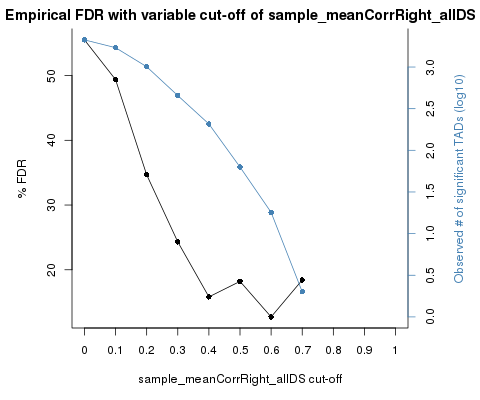 Empirical FDR with variable cut-off of sample_meanCorrRight_allDS
% FDR
50
40
30
20
3.0
2.5
2.0
1.5
1.0
0.5
0.0
Observed # of significant TADs (log10)
0 0.1 0.2 0.3 0.4 0.5 0.6 0.7 0.8 0.9 1
sample_meanCorrRight_allDS cut-off